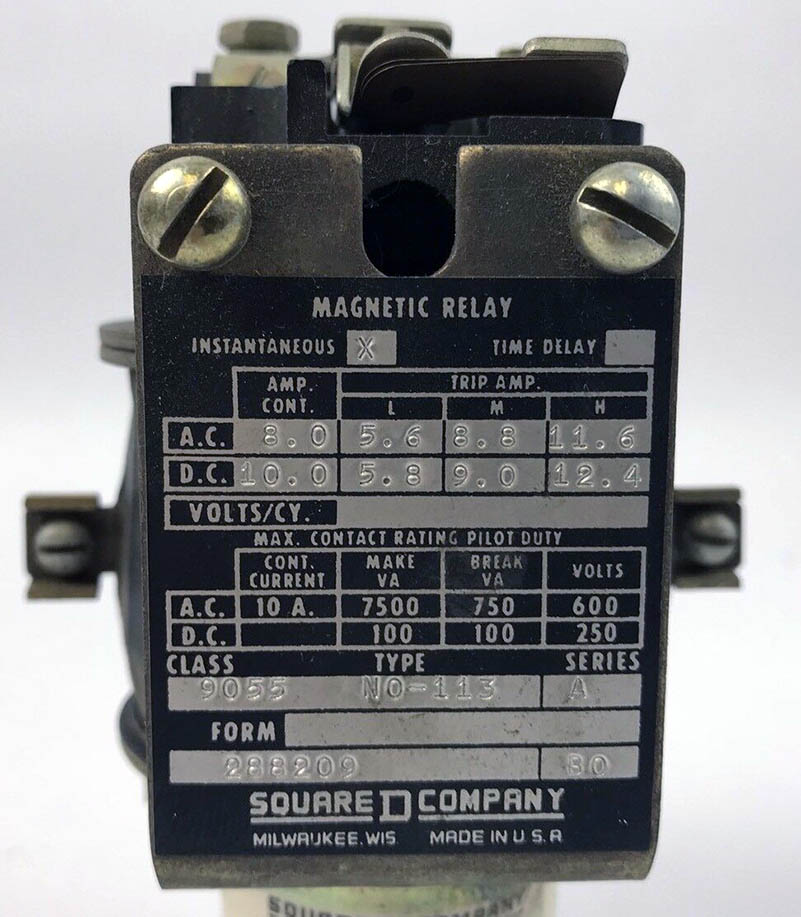 MAGNETIC RELAY
INSTANTANEOUS X TIME DELAY
AMP. CONT. TRIP AMP.
L M H
A.C. 8.0 5.6 8.8 11.6
D.C. 10.0 5.8 9.0 12.4
VOLTS/CY.
MAX. CONTACT RATING PILOT DUTY
CONT. CURRENT MAKE VA BREAK VA VOLTS
A.C. 10 A. 7500 750 600
D.C. 100 100 250
CLASS TYPE SERIES
9055 NO-113 A
FORM
288209 80
SQUARE D COMPANY
MILWAUKEE. WIS MADE IN U.S.A
SQUARE D COMPANY